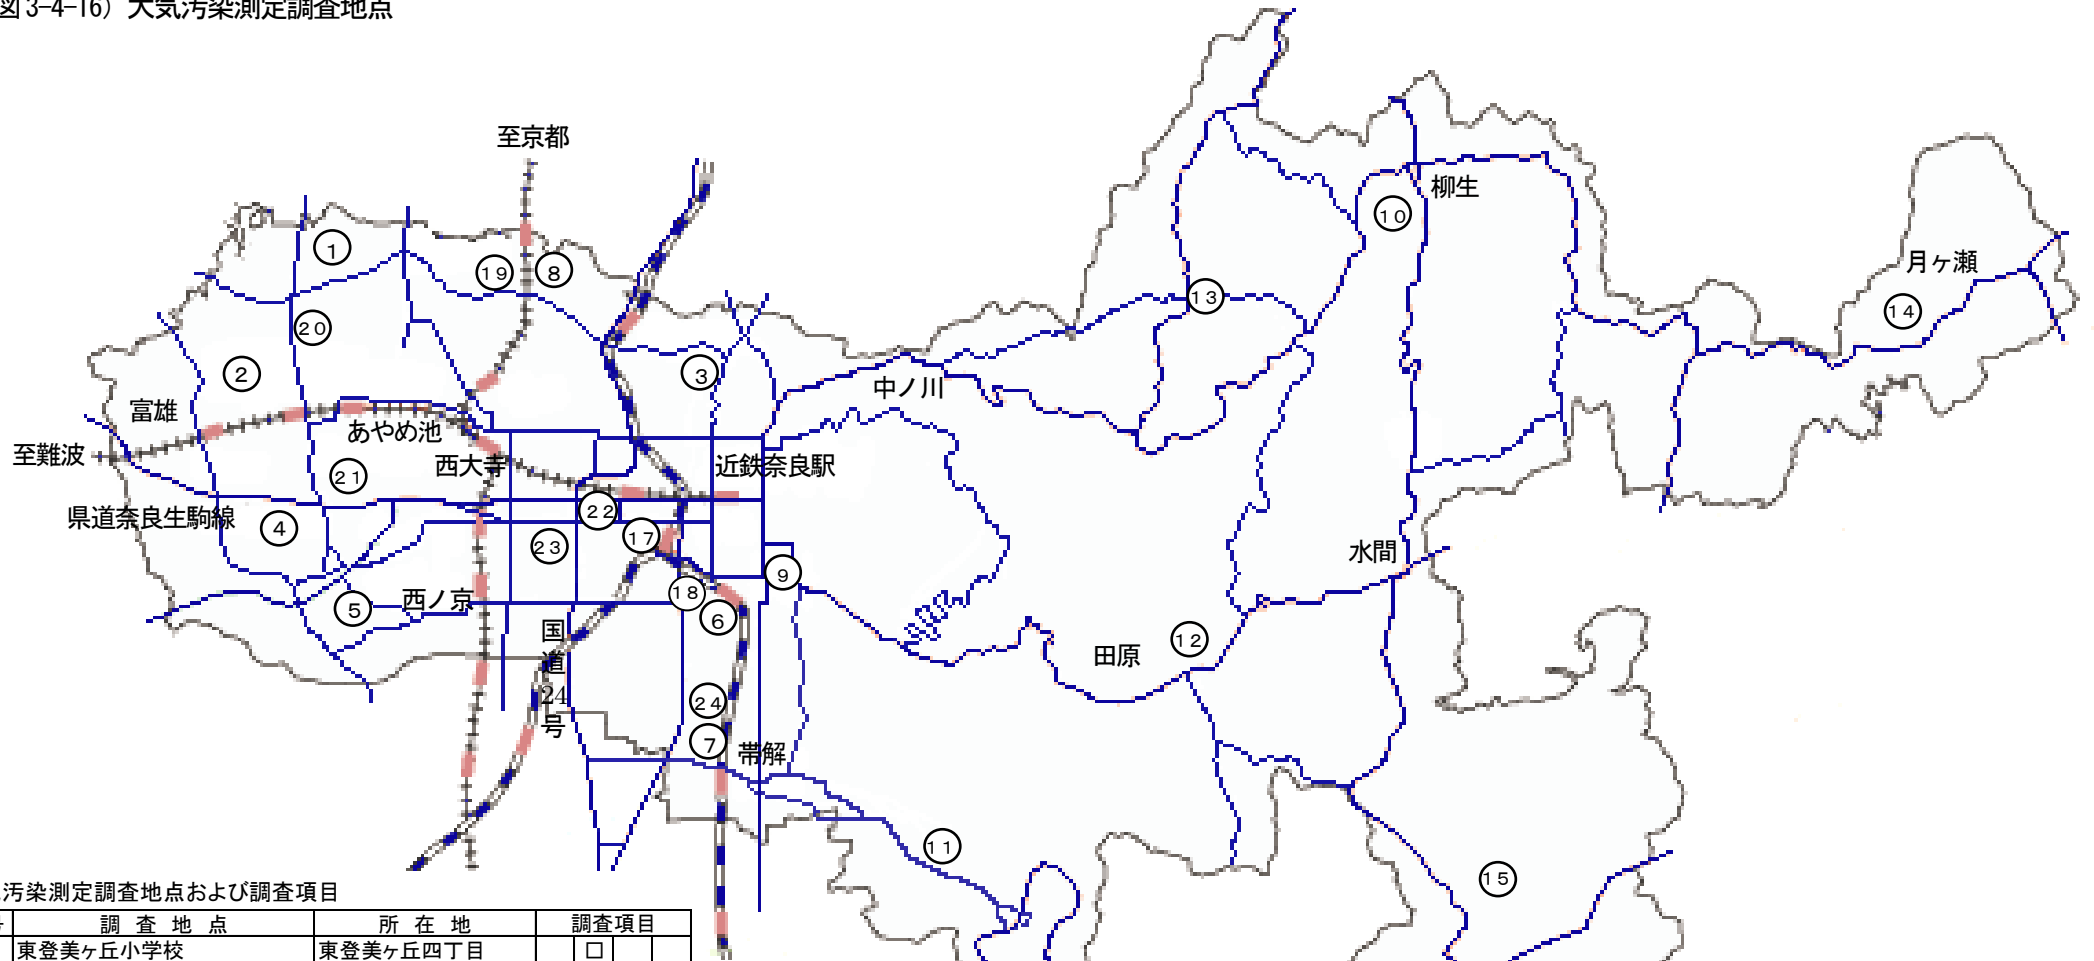 図3-4-16）大気汚染測定調査地点
至京都
柳生
10
1
19
8
月ヶ瀬
13
14
20
2
3
中ノ川
富雄
あやめ池
至難波
西大寺
近鉄奈良駅
21
県道奈良生駒線
4
22
17
23
水間
9
18
5
西ノ京
6
国道24号
12
田原
24
7
帯解
11
15
汚染測定調査地点および調査項目
調査地点 所在地 調査項目
東登美ヶ丘小学校 東登美ヶ丘四丁目 □